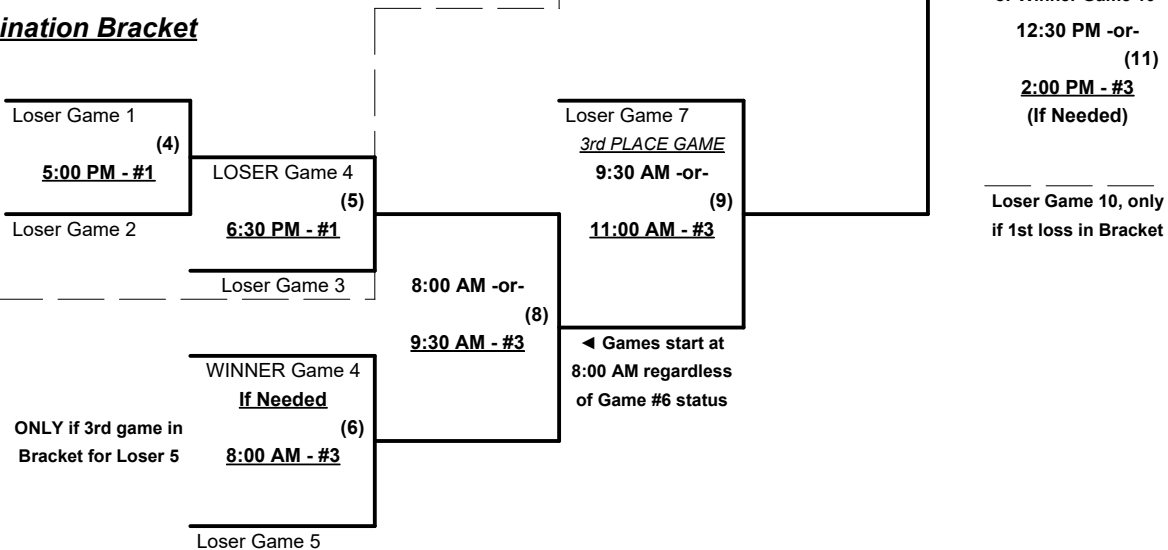 ination Bracket
12:30 PM -or-
(11)
2:00 PM - #3
(If Needed)
Loser Game 1
(4)
5:00 PM - #1
Loser Game 2
LOSER Game 4
(5)
6:30 PM - #1
Loser Game 3
Loser Game 7
3rd PLACE GAME
9:30 AM -or-
(9)
11:00 AM - #3
Loser Game 10, only
if 1st loss in Bracket
8:00 AM -or-
(8)
9:30 AM - #3
◄ Games start at
8:00 AM regardless
of Game #6 status
WINNER Game 4
If Needed
(6)
8:00 AM - #3
ONLY if 3rd game in
Bracket for Loser 5
Loser Game 5